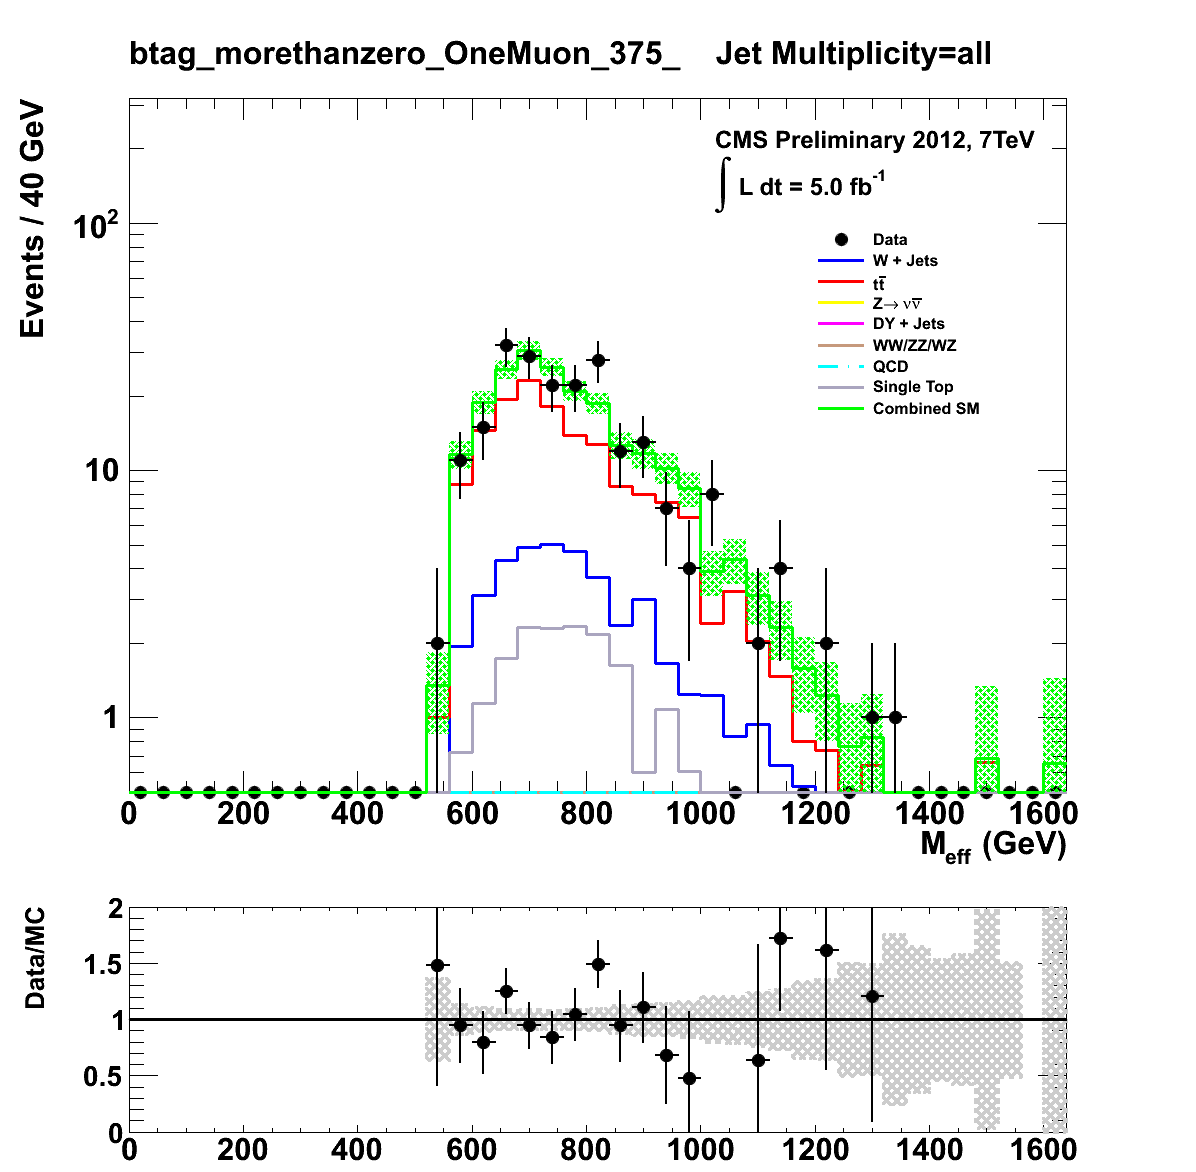 btag_morethanzero_OneMuon_375_ Jet Multiplicity=all
Events / 40 GeV
CMS Preliminary 2012, 7TeV
∫ L dt = 5.0 fb⁻¹
Data
W + Jets
tt̄
Z→ νν̄
DY + Jets
WW/ZZ/WZ
QCD
Single Top
Combined SM
10²
10
1
0 200 400 600 800 1000 1200 1400 1600
M_eff (GeV)
Data/MC
2
1.5
1
0.5
0
0 200 400 600 800 1000 1200 1400 1600